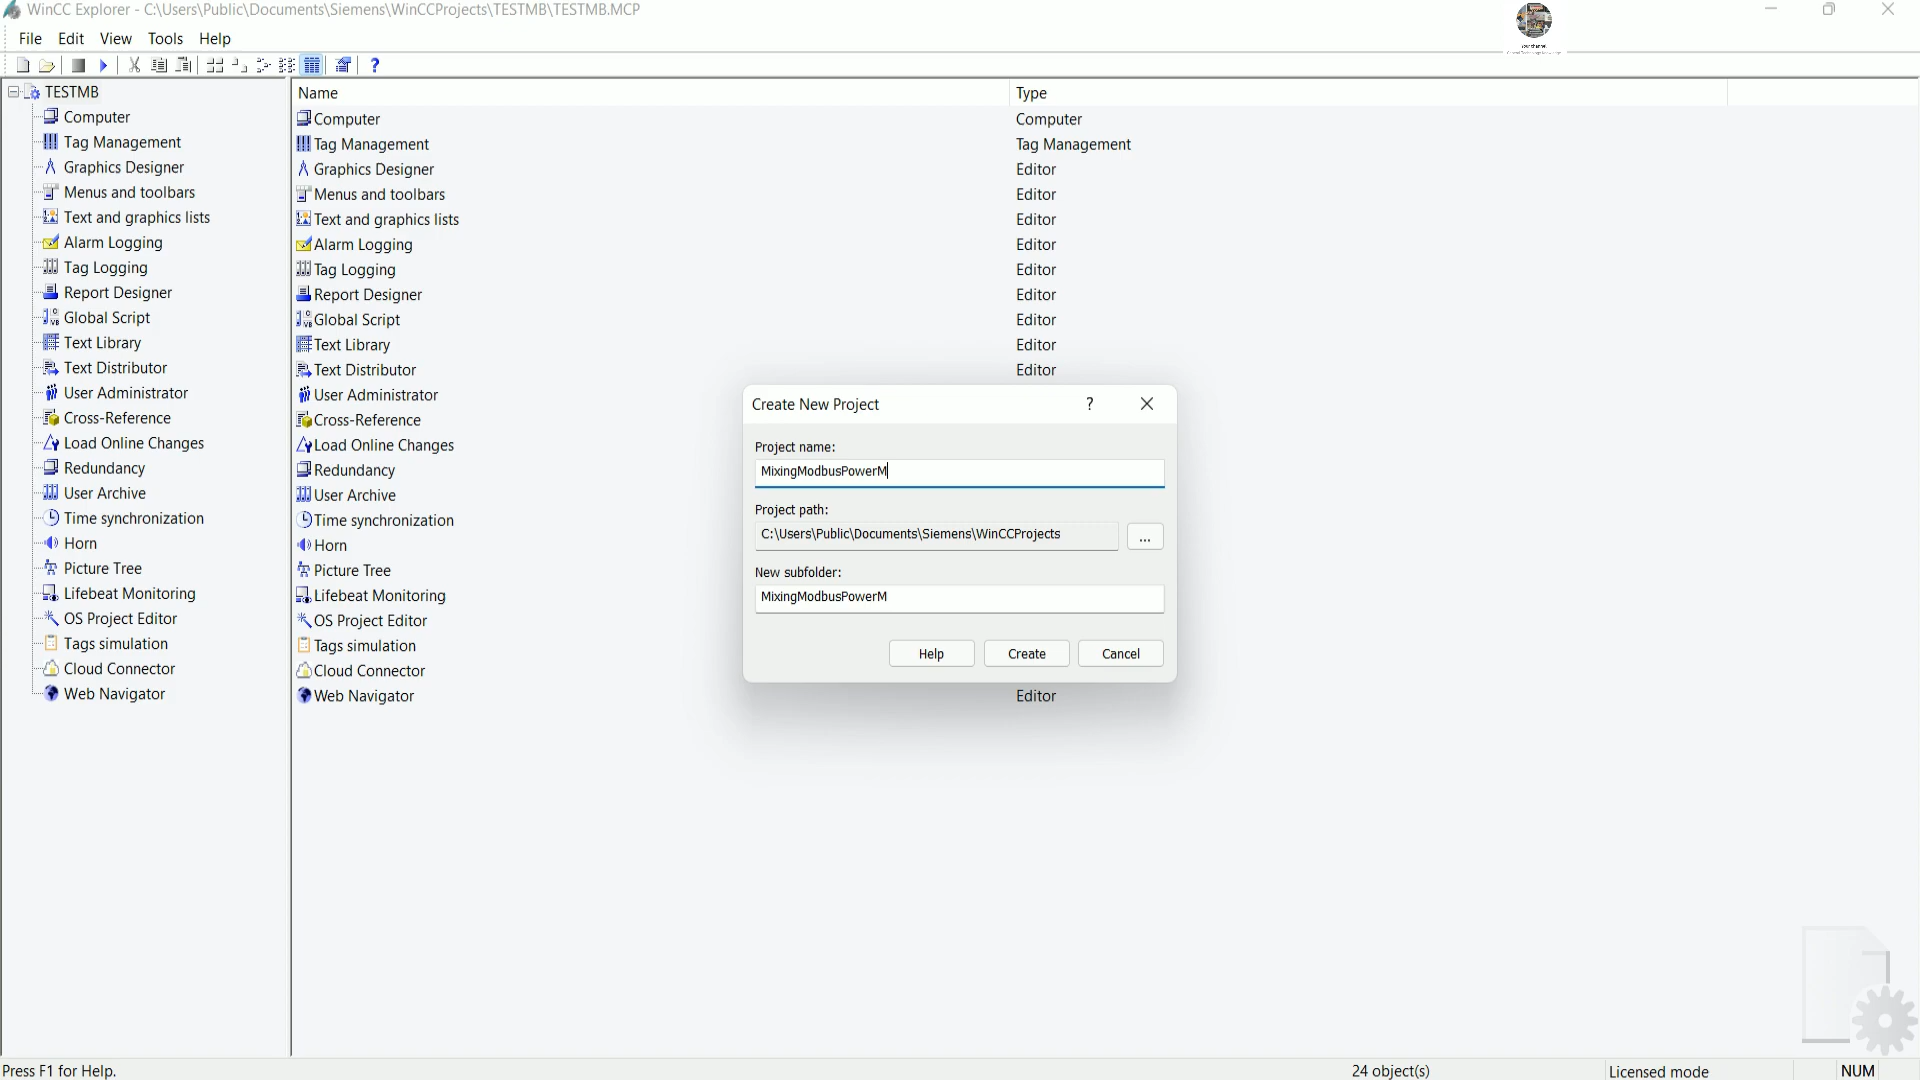 WinCC Explorer - C:\Users\Public\Documents\Siemens\WinCCProjects\TESTMB\TESTMB.MCP
File Edit View Tools Help
TESTMB
Computer
Tag Management
Graphics Designer
Menus and toolbars
Text and graphics lists
Alarm Logging
Tag Logging
Report Designer
Global Script
Text Library
Text Distributor
User Administrator
Cross-Reference
Load Online Changes
Redundancy
User Archive
Time synchronization
Horn
Picture Tree
Lifebeat Monitoring
OS Project Editor
Tags simulation
Cloud Connector
Web Navigator
Name Type
Computer Computer
Tag Management Tag Management
Graphics Designer Editor
Menus and toolbars Editor
Text and graphics lists Editor
Alarm Logging Editor
Tag Logging Editor
Report Designer Editor
Global Script Editor
Text Library Editor
Text Distributor Editor
User Administrator
Cross-Reference
Load Online Changes
Redundancy
User Archive
Time synchronization
Horn
Picture Tree
Lifebeat Monitoring
OS Project Editor
Tags simulation
Cloud Connector
Web Navigator Editor
Create New Project ?
Project name:
MixingModbusPowerM
Project path:
C:\Users\Public\Documents\Siemens\WinCCProjects ...
New subfolder:
MixingModbusPowerM
Help Create Cancel
Press F1 for Help. 24 object(s) Licensed mode NUM